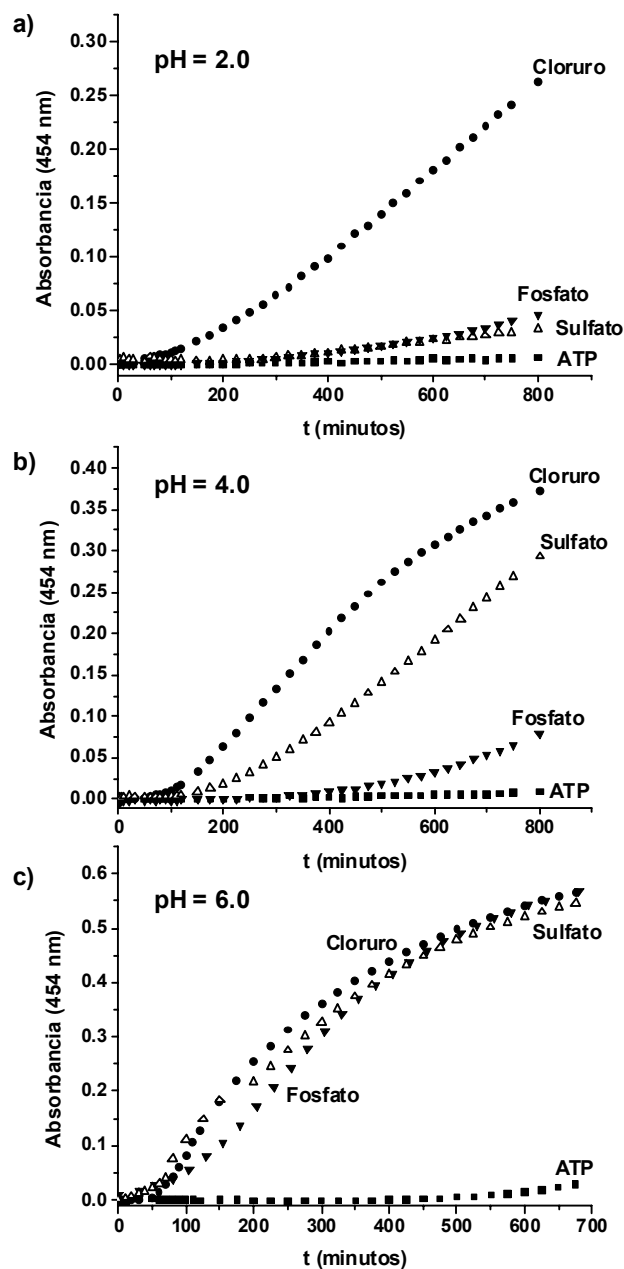 a)
pH = 2.0
Absorbancia (454 nm)
0.30
0.25
0.20
0.15
0.10
0.05
0.00
Cloruro
Fosfato
Sulfato
ATP
0 200 400 600 800
t (minutos)
b)
pH = 4.0
Absorbancia (454 nm)
0.40
0.35
0.30
0.25
0.20
0.15
0.10
0.05
0.00
Cloruro
Sulfato
Fosfato
ATP
0 200 400 600 800
t (minutos)
c)
pH = 6.0
Absorbancia (454 nm)
0.6
0.5
0.4
0.3
0.2
0.1
0.0
Cloruro
Sulfato
Fosfato
ATP
0 100 200 300 400 500 600 700
t (minutos)